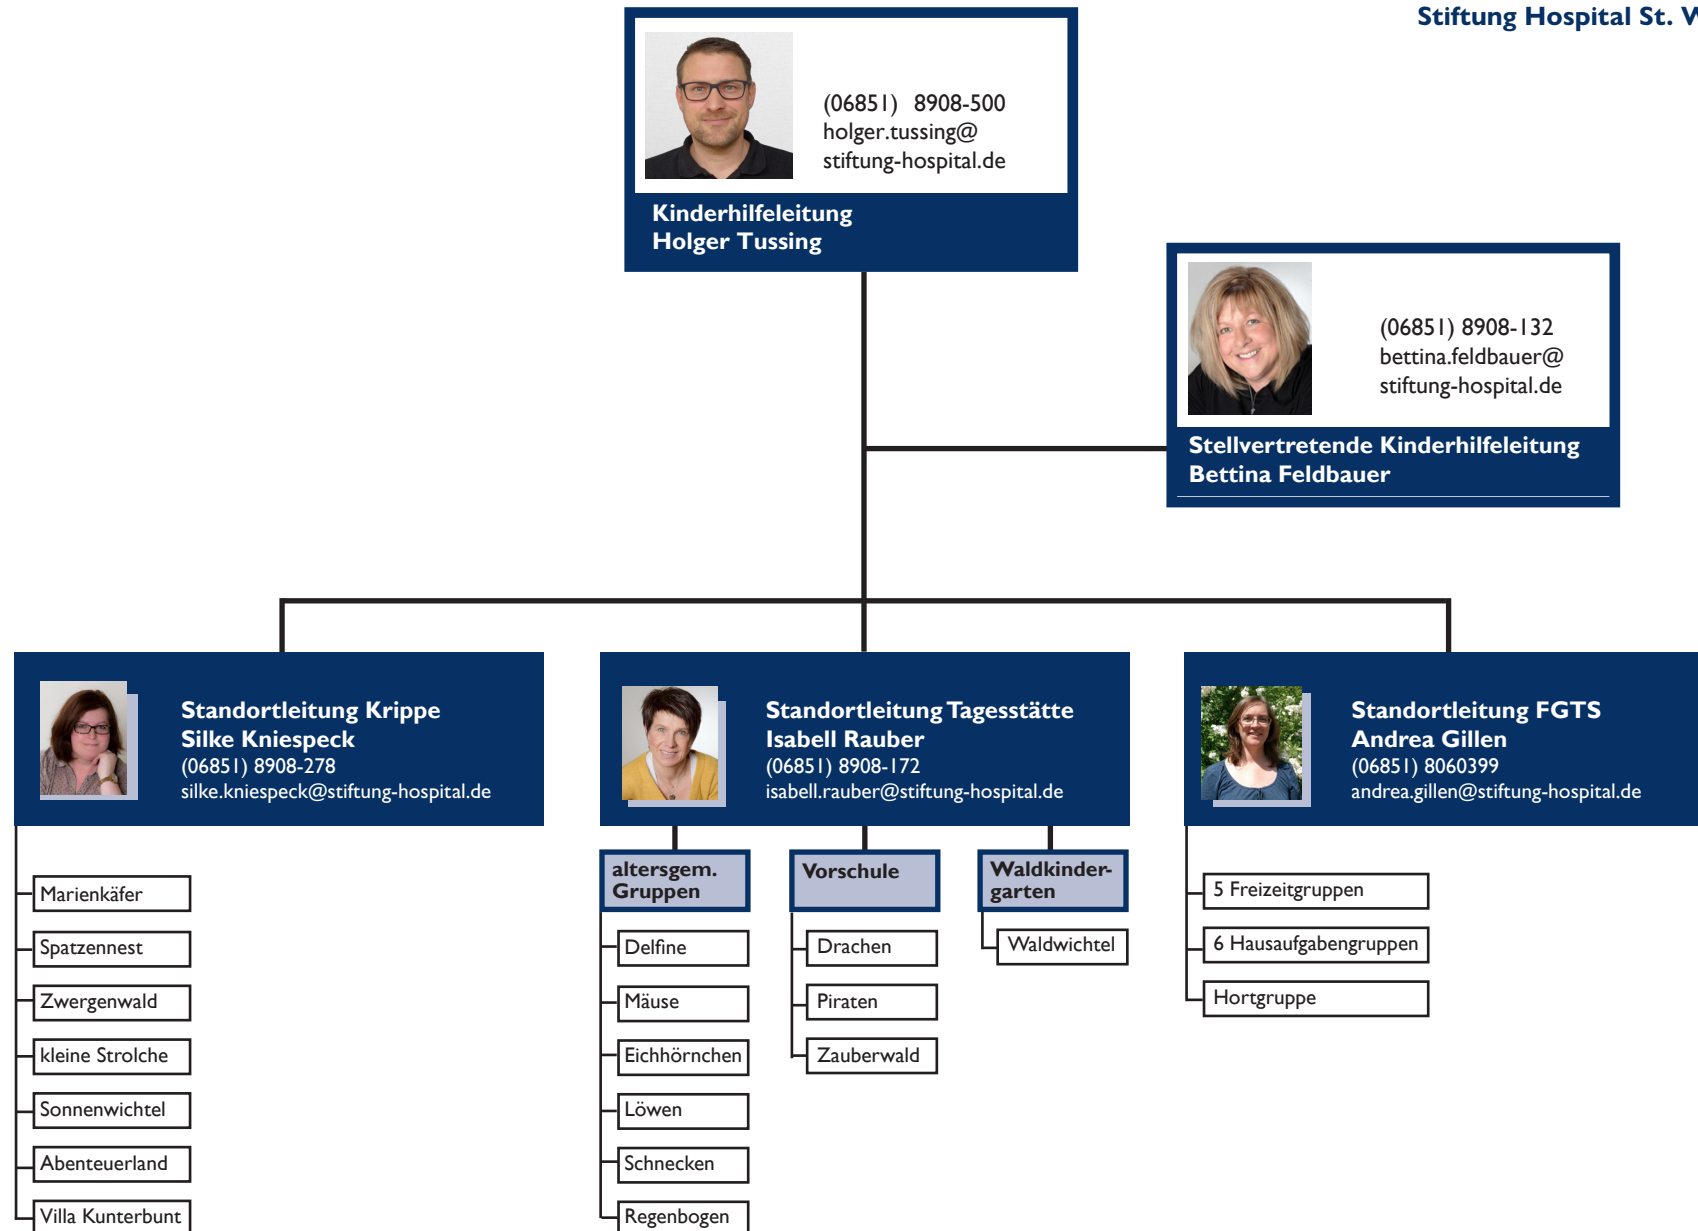 Stiftung Hospital St. W
(06851) 8908-500
holger.tussing@
stiftung-hospital.de
Kinderhilfeleitung
Holger Tussing
(06851) 8908-132
bettina.feldbauer@
stiftung-hospital.de
Stellvertretende Kinderhilfeleitung
Bettina Feldbauer
Standortleitung Krippe
Silke Kniespeck
(06851) 8908-278
silke.kniespeck@stiftung-hospital.de
Marienkäfer
Spatzennest
Zwergenwald
kleine Strolche
Sonnenwichtel
Abenteuerland
Villa Kunterbunt
Standortleitung Tagesstätte
Isabell Rauber
(06851) 8908-172
isabell.rauber@stiftung-hospital.de
altersgem.
Gruppen
Delfine
Mäuse
Eichhörnchen
Löwen
Schnecken
Regenbogen
Vorschule
Drachen
Piraten
Zauberwald
Waldkinder-
garten
Waldwichtel
Standortleitung FGTS
Andrea Gillen
(06851) 8060399
andrea.gillen@stiftung-hospital.de
5 Freizeitgruppen
6 Hausaufgabengruppen
Hortgruppe